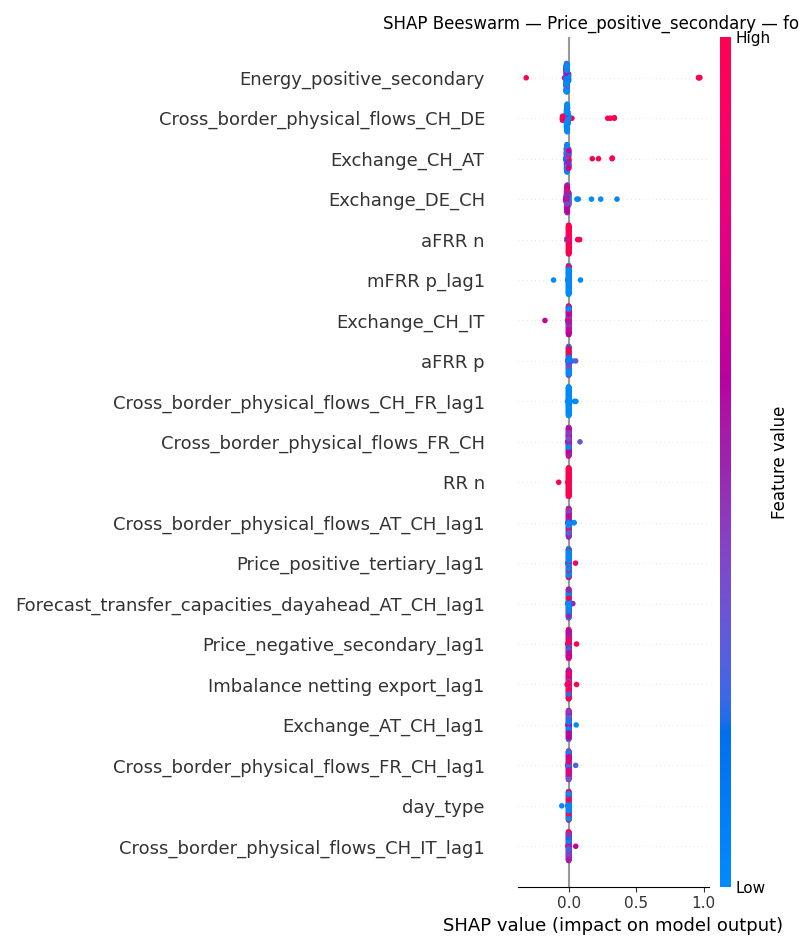 SHAP Beeswarm — Price_positive_secondary — fo
High
Energy_positive_secondary
Cross_border_physical_flows_CH_DE
Exchange_CH_AT
Exchange_DE_CH
aFRR n
mFRR p_lag1
Exchange_CH_IT
aFRR p
Cross_border_physical_flows_CH_FR_lag1
Cross_border_physical_flows_FR_CH
RR n
Cross_border_physical_flows_AT_CH_lag1
Price_positive_tertiary_lag1
Forecast_transfer_capacities_dayahead_AT_CH_lag1
Price_negative_secondary_lag1
Imbalance netting export_lag1
Exchange_AT_CH_lag1
Cross_border_physical_flows_FR_CH_lag1
day_type
Cross_border_physical_flows_CH_IT_lag1
Feature value
Low
0.0 0.5 1.0
SHAP value (impact on model output)